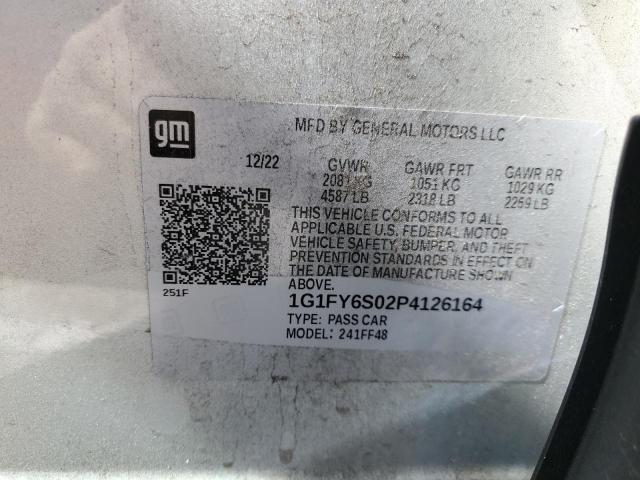 gm
MFD BY GENERAL MOTORS LLC
12/22 GVWR GAWR FRT GAWR RR
2081 KG 1051 KG 1029 KG
4587 LB 2318 LB 2269 LB
THIS VEHICLE CONFORMS TO ALL
APPLICABLE U.S. FEDERAL MOTOR
VEHICLE SAFETY, BUMPER, AND THEFT
PREVENTION STANDARDS IN EFFECT ON
THE DATE OF MANUFACTURE SHOWN
ABOVE.
251F
1G1FY6S02P4126164
TYPE: PASS CAR
MODEL: 241FF48